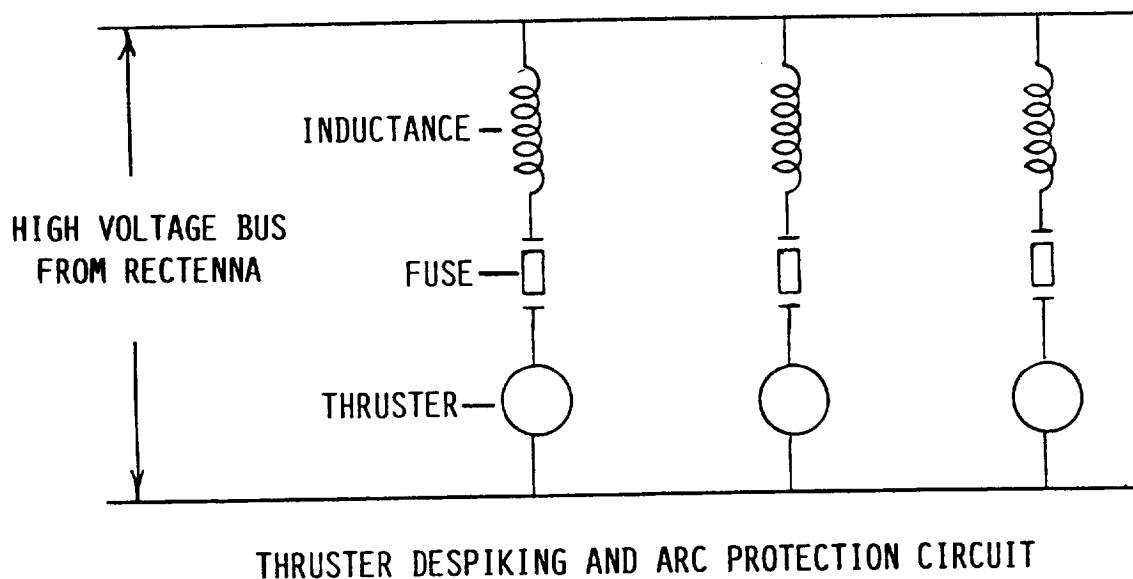 INDUCTANCE
HIGH VOLTAGE BUS
FROM RECTENNA
FUSE
THRUSTER
THRUSTER DESPIKING AND ARC PROTECTION CIRCUIT